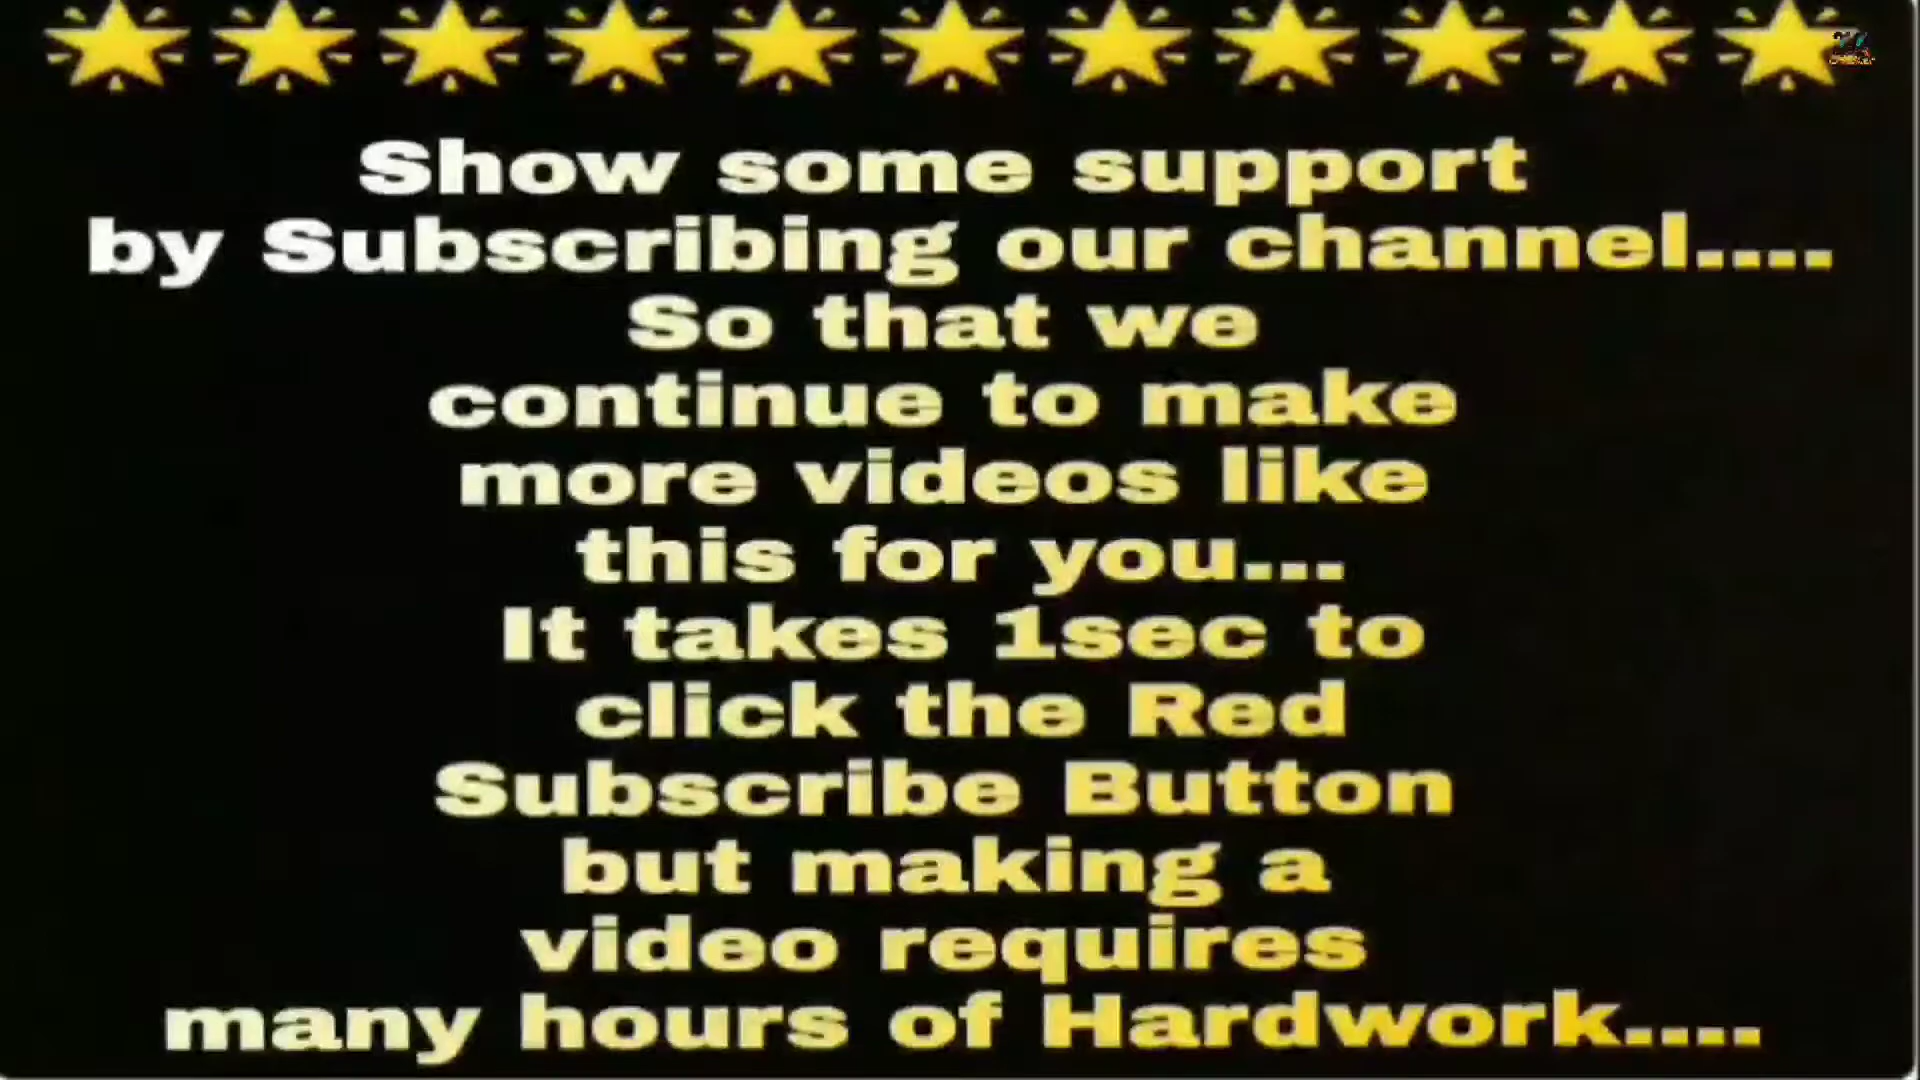 Show some support
by Subscribing our channel....
So that we
continue to make
more videos like
this for you...
It takes 1sec to
click the Red
Subscribe Button
but making a
video requires
many hours of Hardwork....